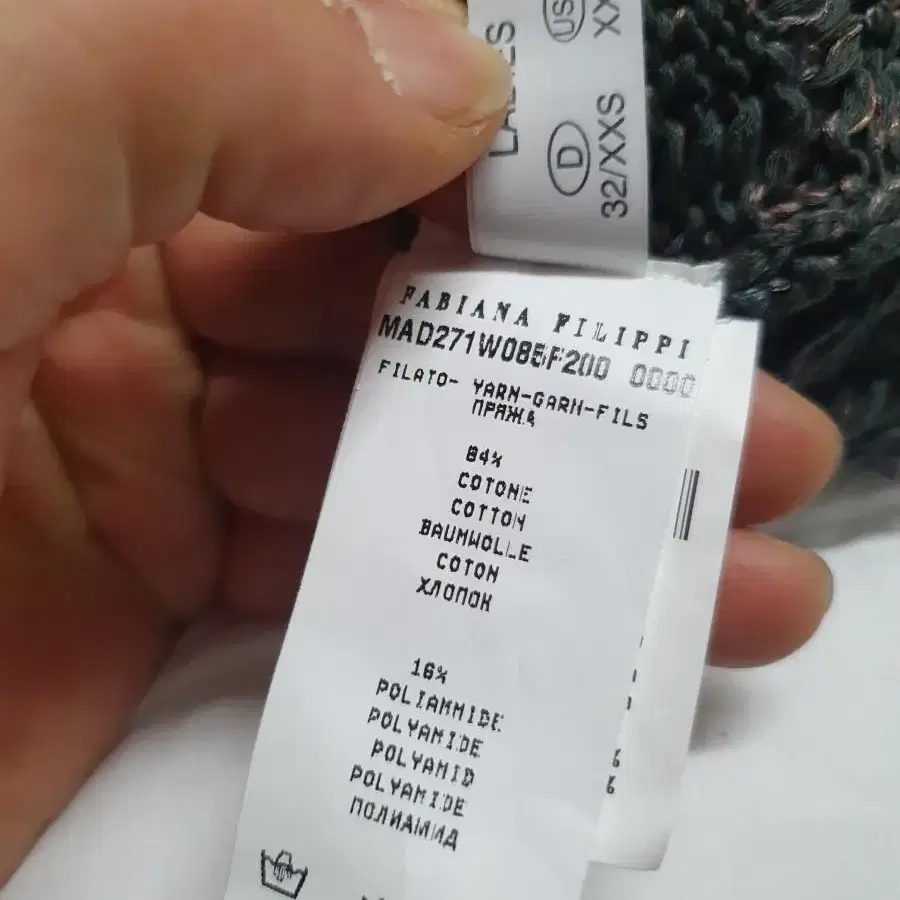 LADIES
US
XX
D
32/XXS
FABIANA FILIPPI
MAD271W085F200 0000
FILATO- YARN-GARN-FILS
ПРЯЖА
84%
COTONE
COTTON
BAUMWOLLE
COTON
ХЛОПОК
16%
POLIAMMIDE
POLYAMIDE
POLYAMID
POLYAMIDE
ПОЛИАМИД